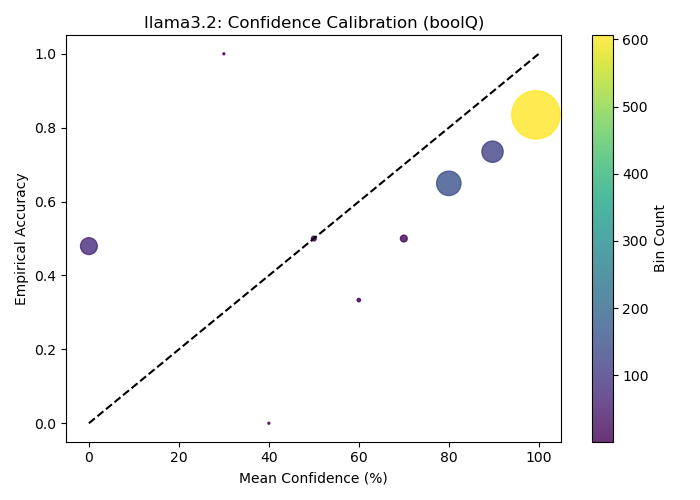 llama3.2: Confidence Calibration (boolQ)
1.0
0.8
0.6
0.4
0.2
0.0
Empirical Accuracy
0 20 40 60 80 100
Mean Confidence (%)
600
500
400
300
200
100
Bin Count